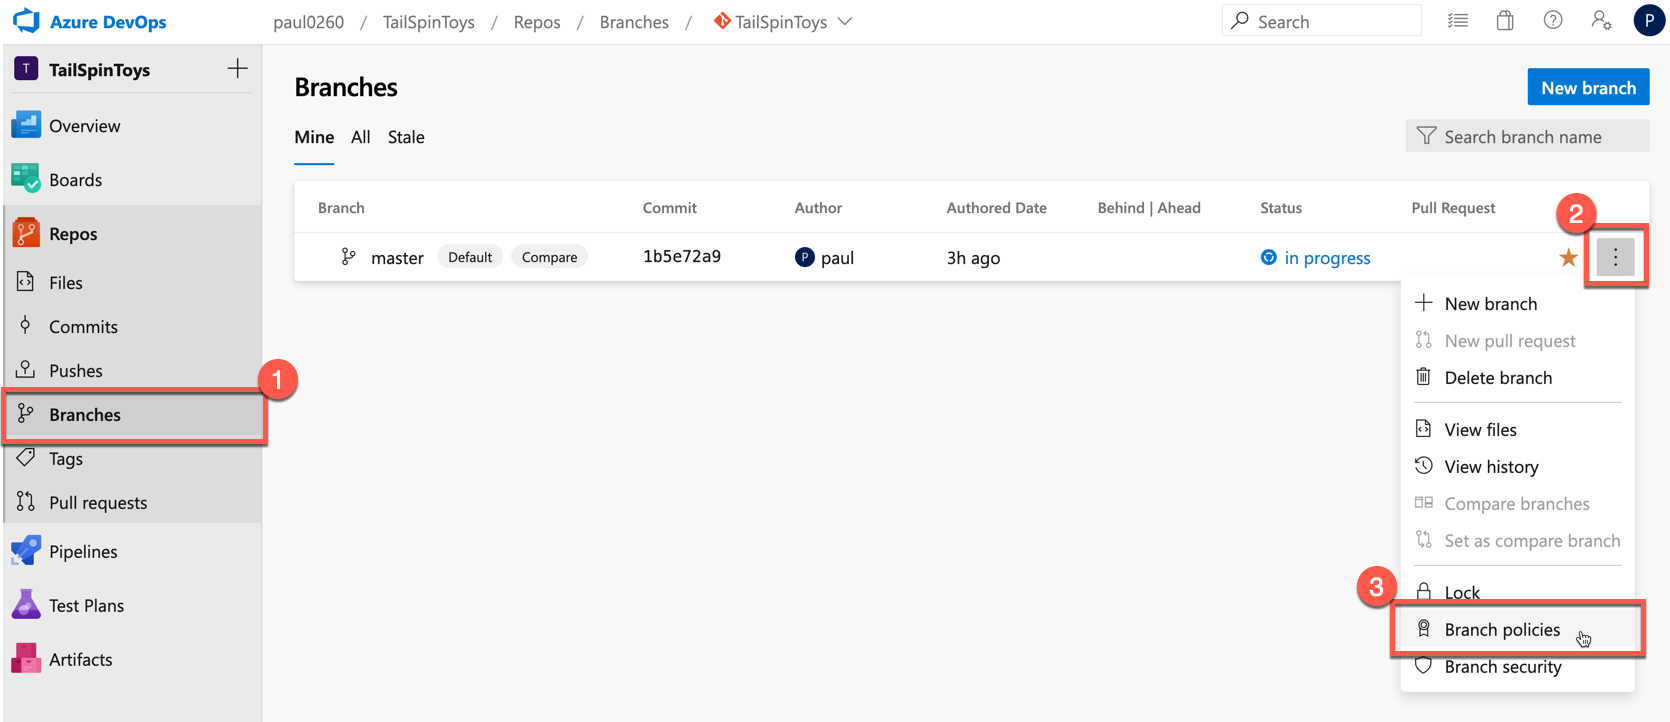 Azure DevOps
paul0260 / TailSpinToys / Repos / Branches / TailSpinToys
Search
P
T TailSpinToys
Overview
Boards
Repos
Files
Commits
Pushes
1
Branches
Tags
Pull requests
Pipelines
Test Plans
Artifacts
Branches
New branch
Mine All Stale
Search branch name
Branch Commit Author Authored Date Behind | Ahead Status Pull Request
2
master Default Compare 1b5e72a9 P paul 3h ago in progress
New branch
New pull request
Delete branch
View files
View history
Compare branches
Set as compare branch
3
Lock
Branch policies
Branch security